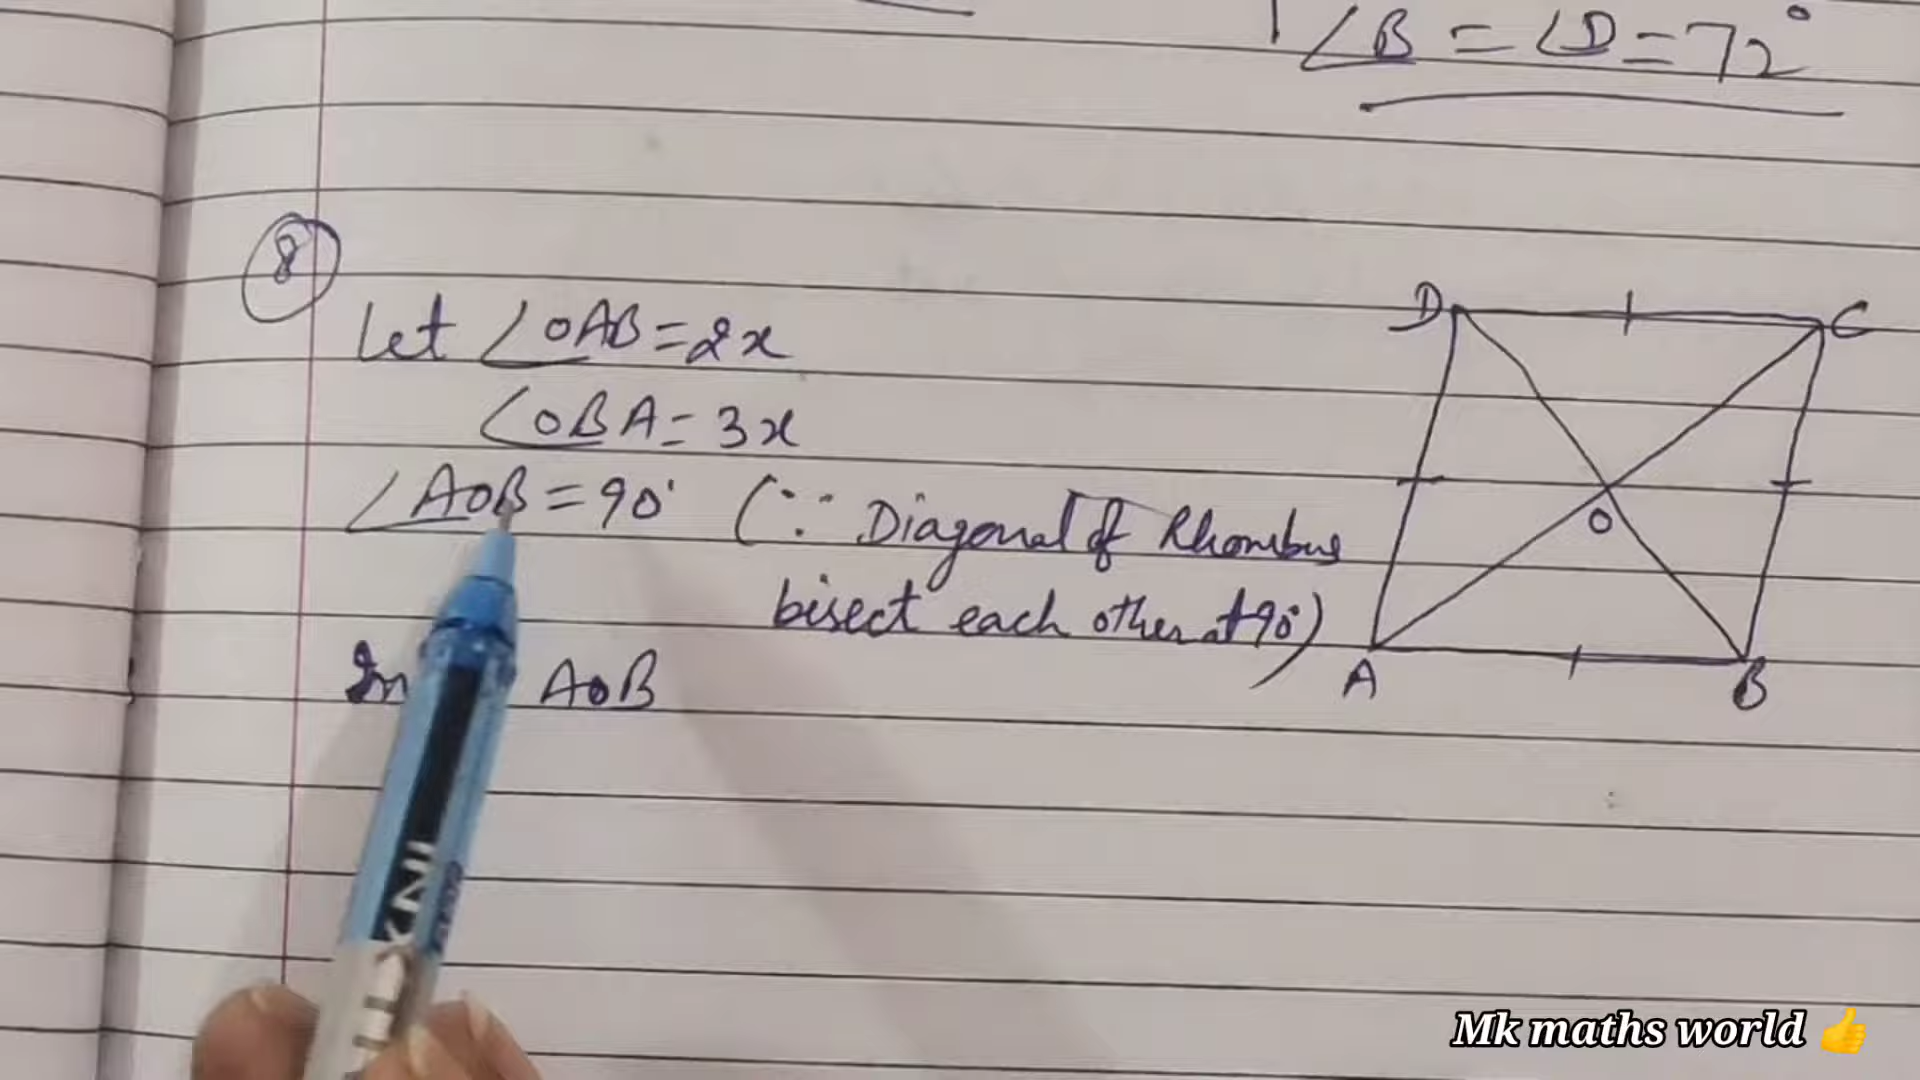 ∠B = ∠D = 72°
8
Let ∠OAB = 2x
∠OBA = 3x
∠AOB = 90° (∵ Diagonal of Rhombus
bisect each other at 90°)
In AOB
D
C
O
A
B
Mk maths world 👍